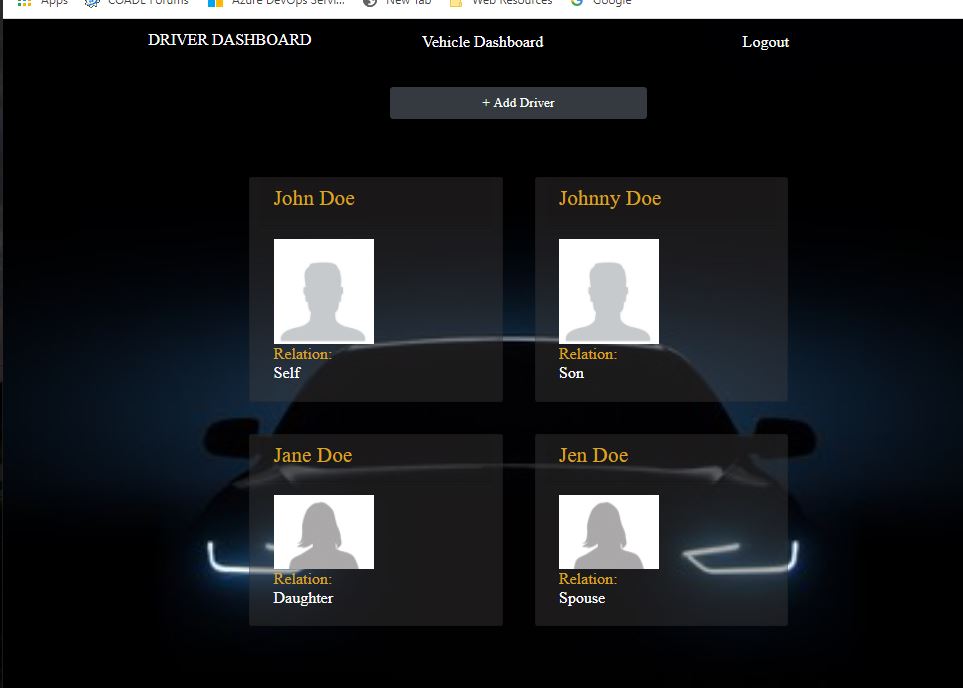 Apps COADE Forums Azure DevOps Servi... New Tab Web Resources Google
DRIVER DASHBOARD Vehicle Dashboard Logout
+ Add Driver
John Doe
Relation:
Self
Johnny Doe
Relation:
Son
Jane Doe
Relation:
Daughter
Jen Doe
Relation:
Spouse